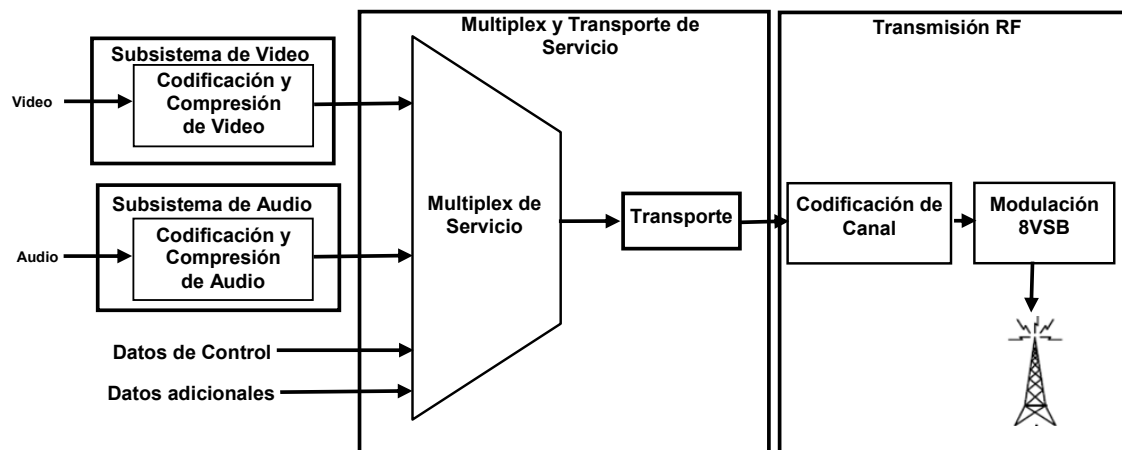 Multiplex y Transporte de
Servicio
Transmisión RF
Subsistema de Video
Codificación y
Compresión
de Video
Video
Subsistema de Audio
Codificación y
Compresión
de Audio
Audio
Multiplex de
Servicio
Transporte
Codificación de
Canal
Modulación
8VSB
Datos de Control
Datos adicionales